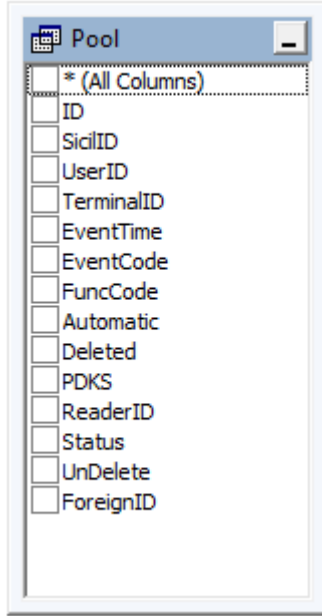 Pool
* (All Columns)
ID
SicilID
UserID
TerminalID
EventTime
EventCode
FuncCode
Automatic
Deleted
PDKS
ReaderID
Status
UnDelete
ForeignID